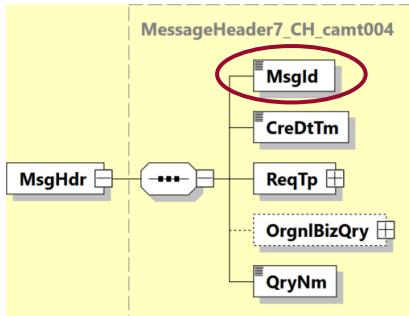 MessageHeader7_CH_camt004
MsgId
CreDtTm
MsgHdr
ReqTp
OrgnlBizQry
QryNm